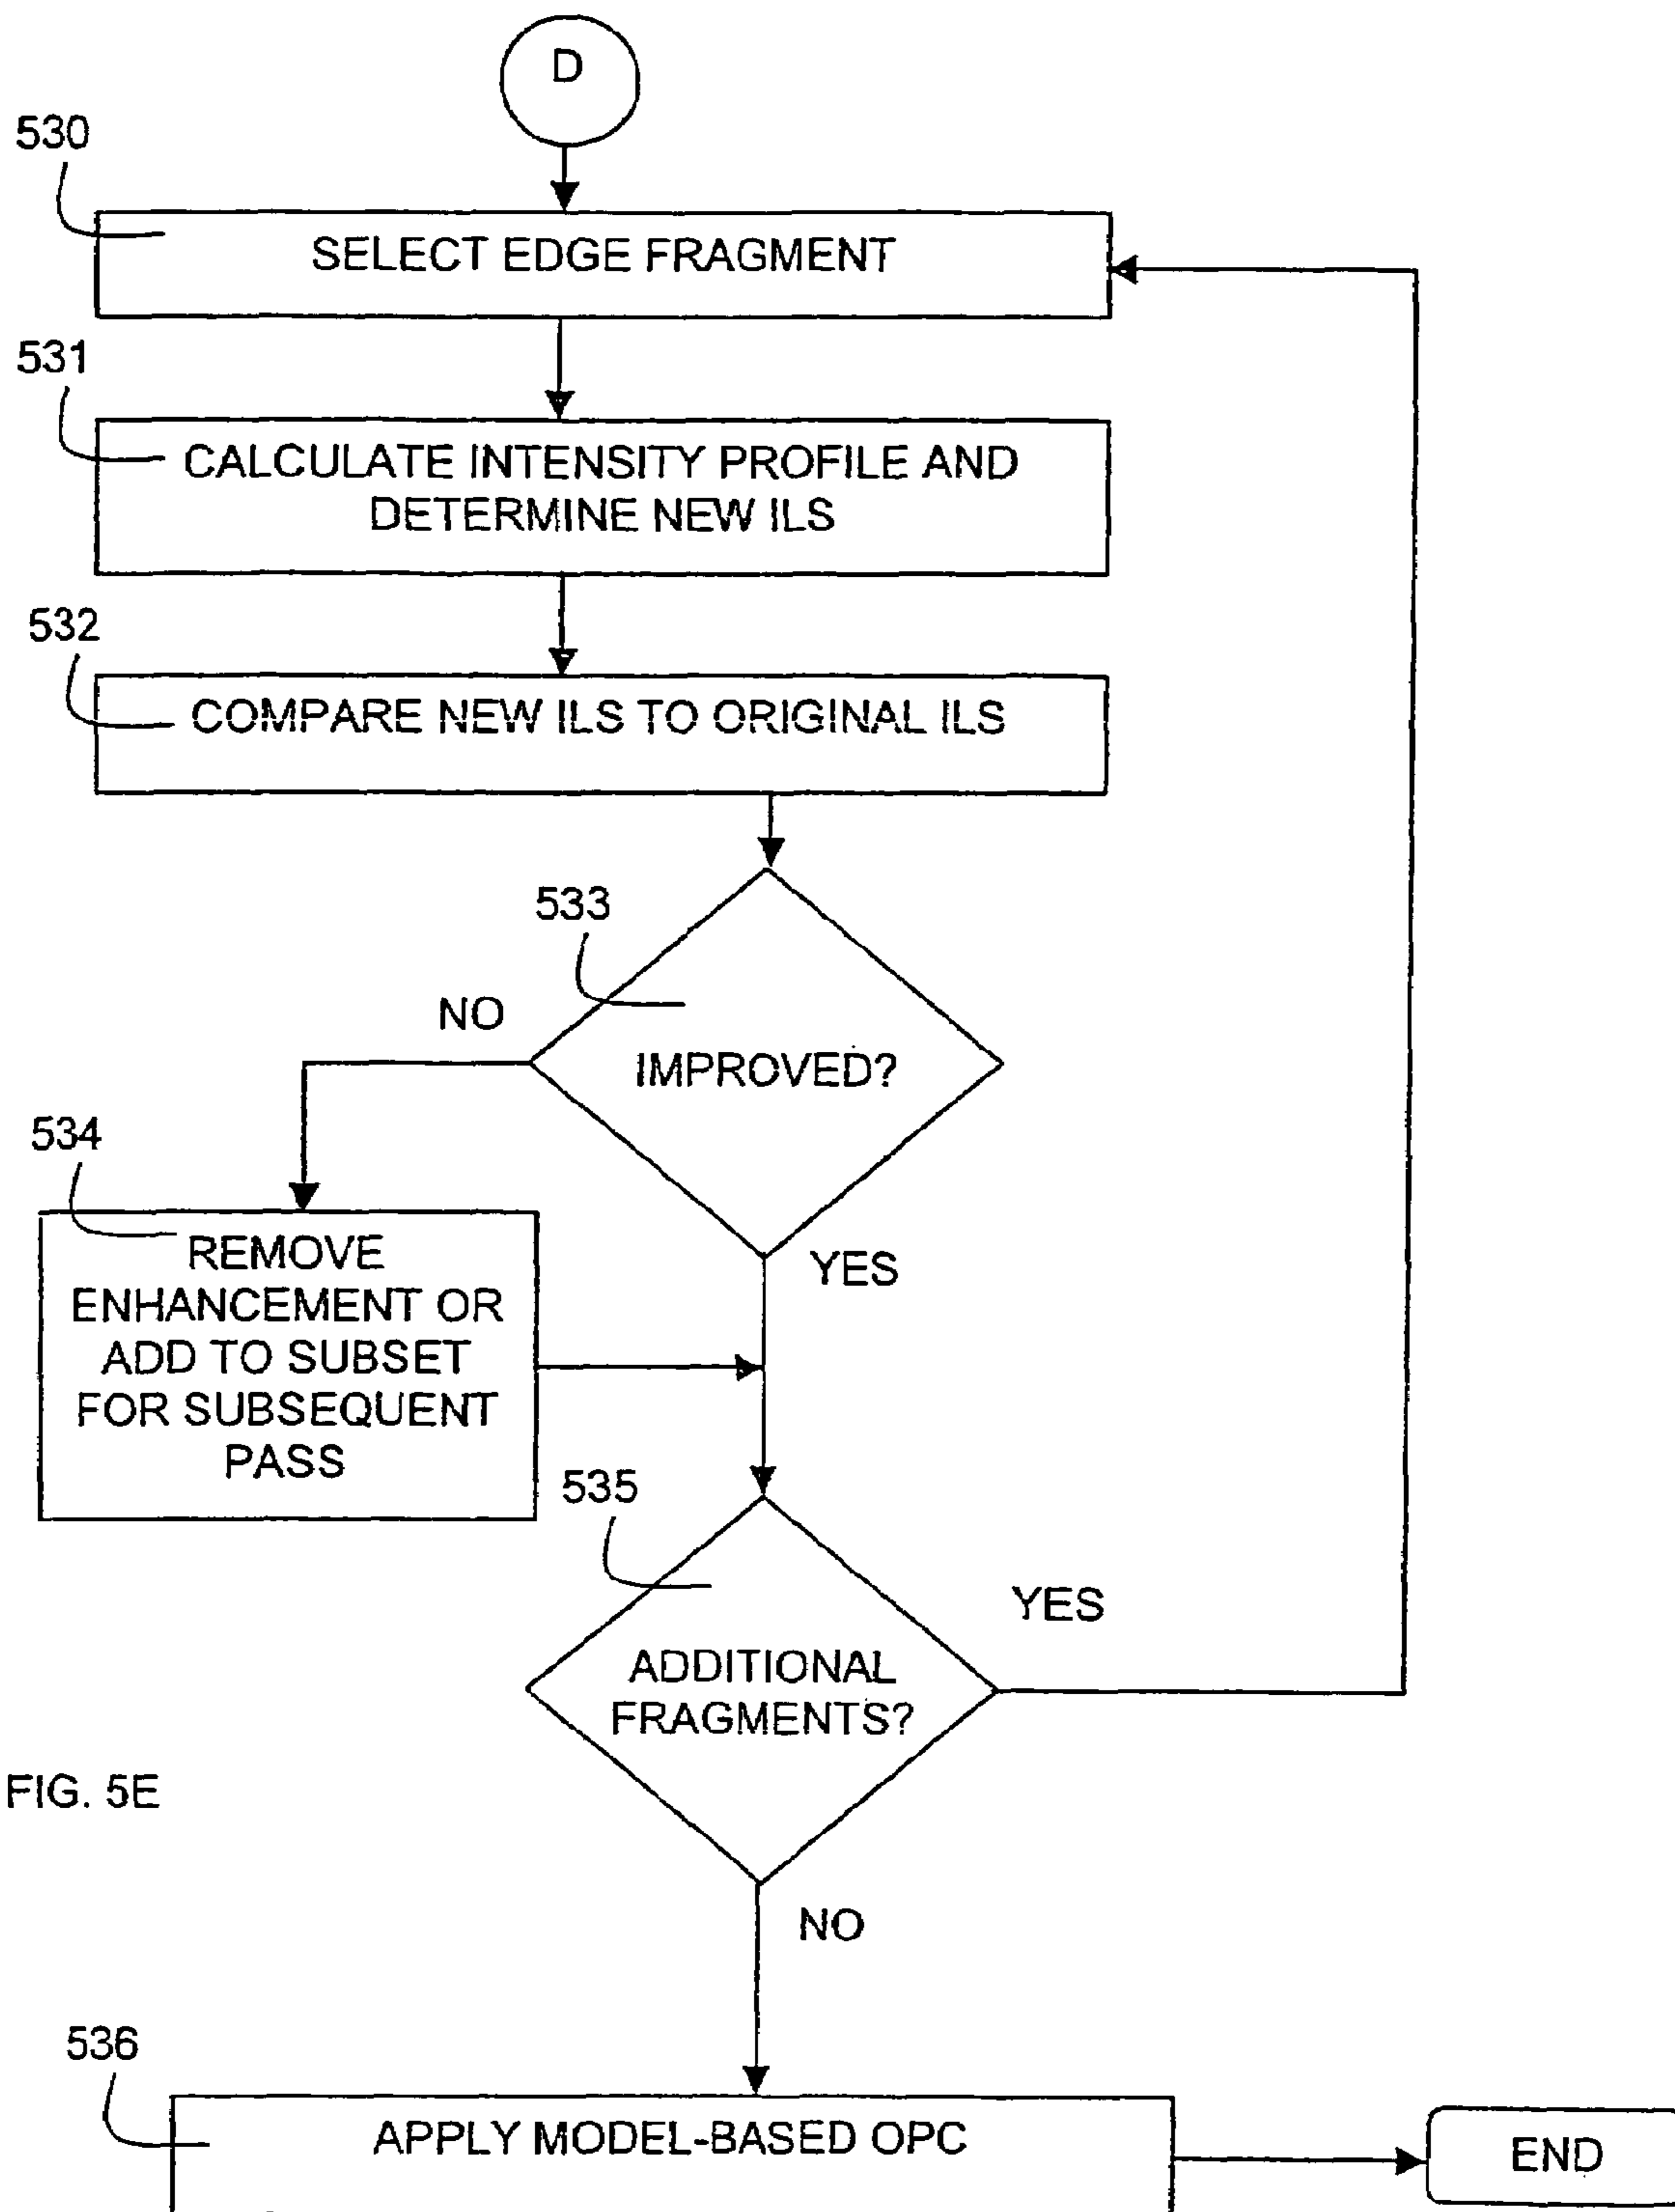 D
530
SELECT EDGE FRAGMENT
531
CALCULATE INTENSITY PROFILE AND
DETERMINE NEW ILS
532
COMPARE NEW ILS TO ORIGINAL ILS
533
NO
IMPROVED?
534
YES
REMOVE
ENHANCEMENT OR
ADD TO SUBSET
FOR SUBSEQUENT
PASS
535
YES
ADDITIONAL
FRAGMENTS?
FIG. 5E
NO
536
APPLY MODEL-BASED OPC
END